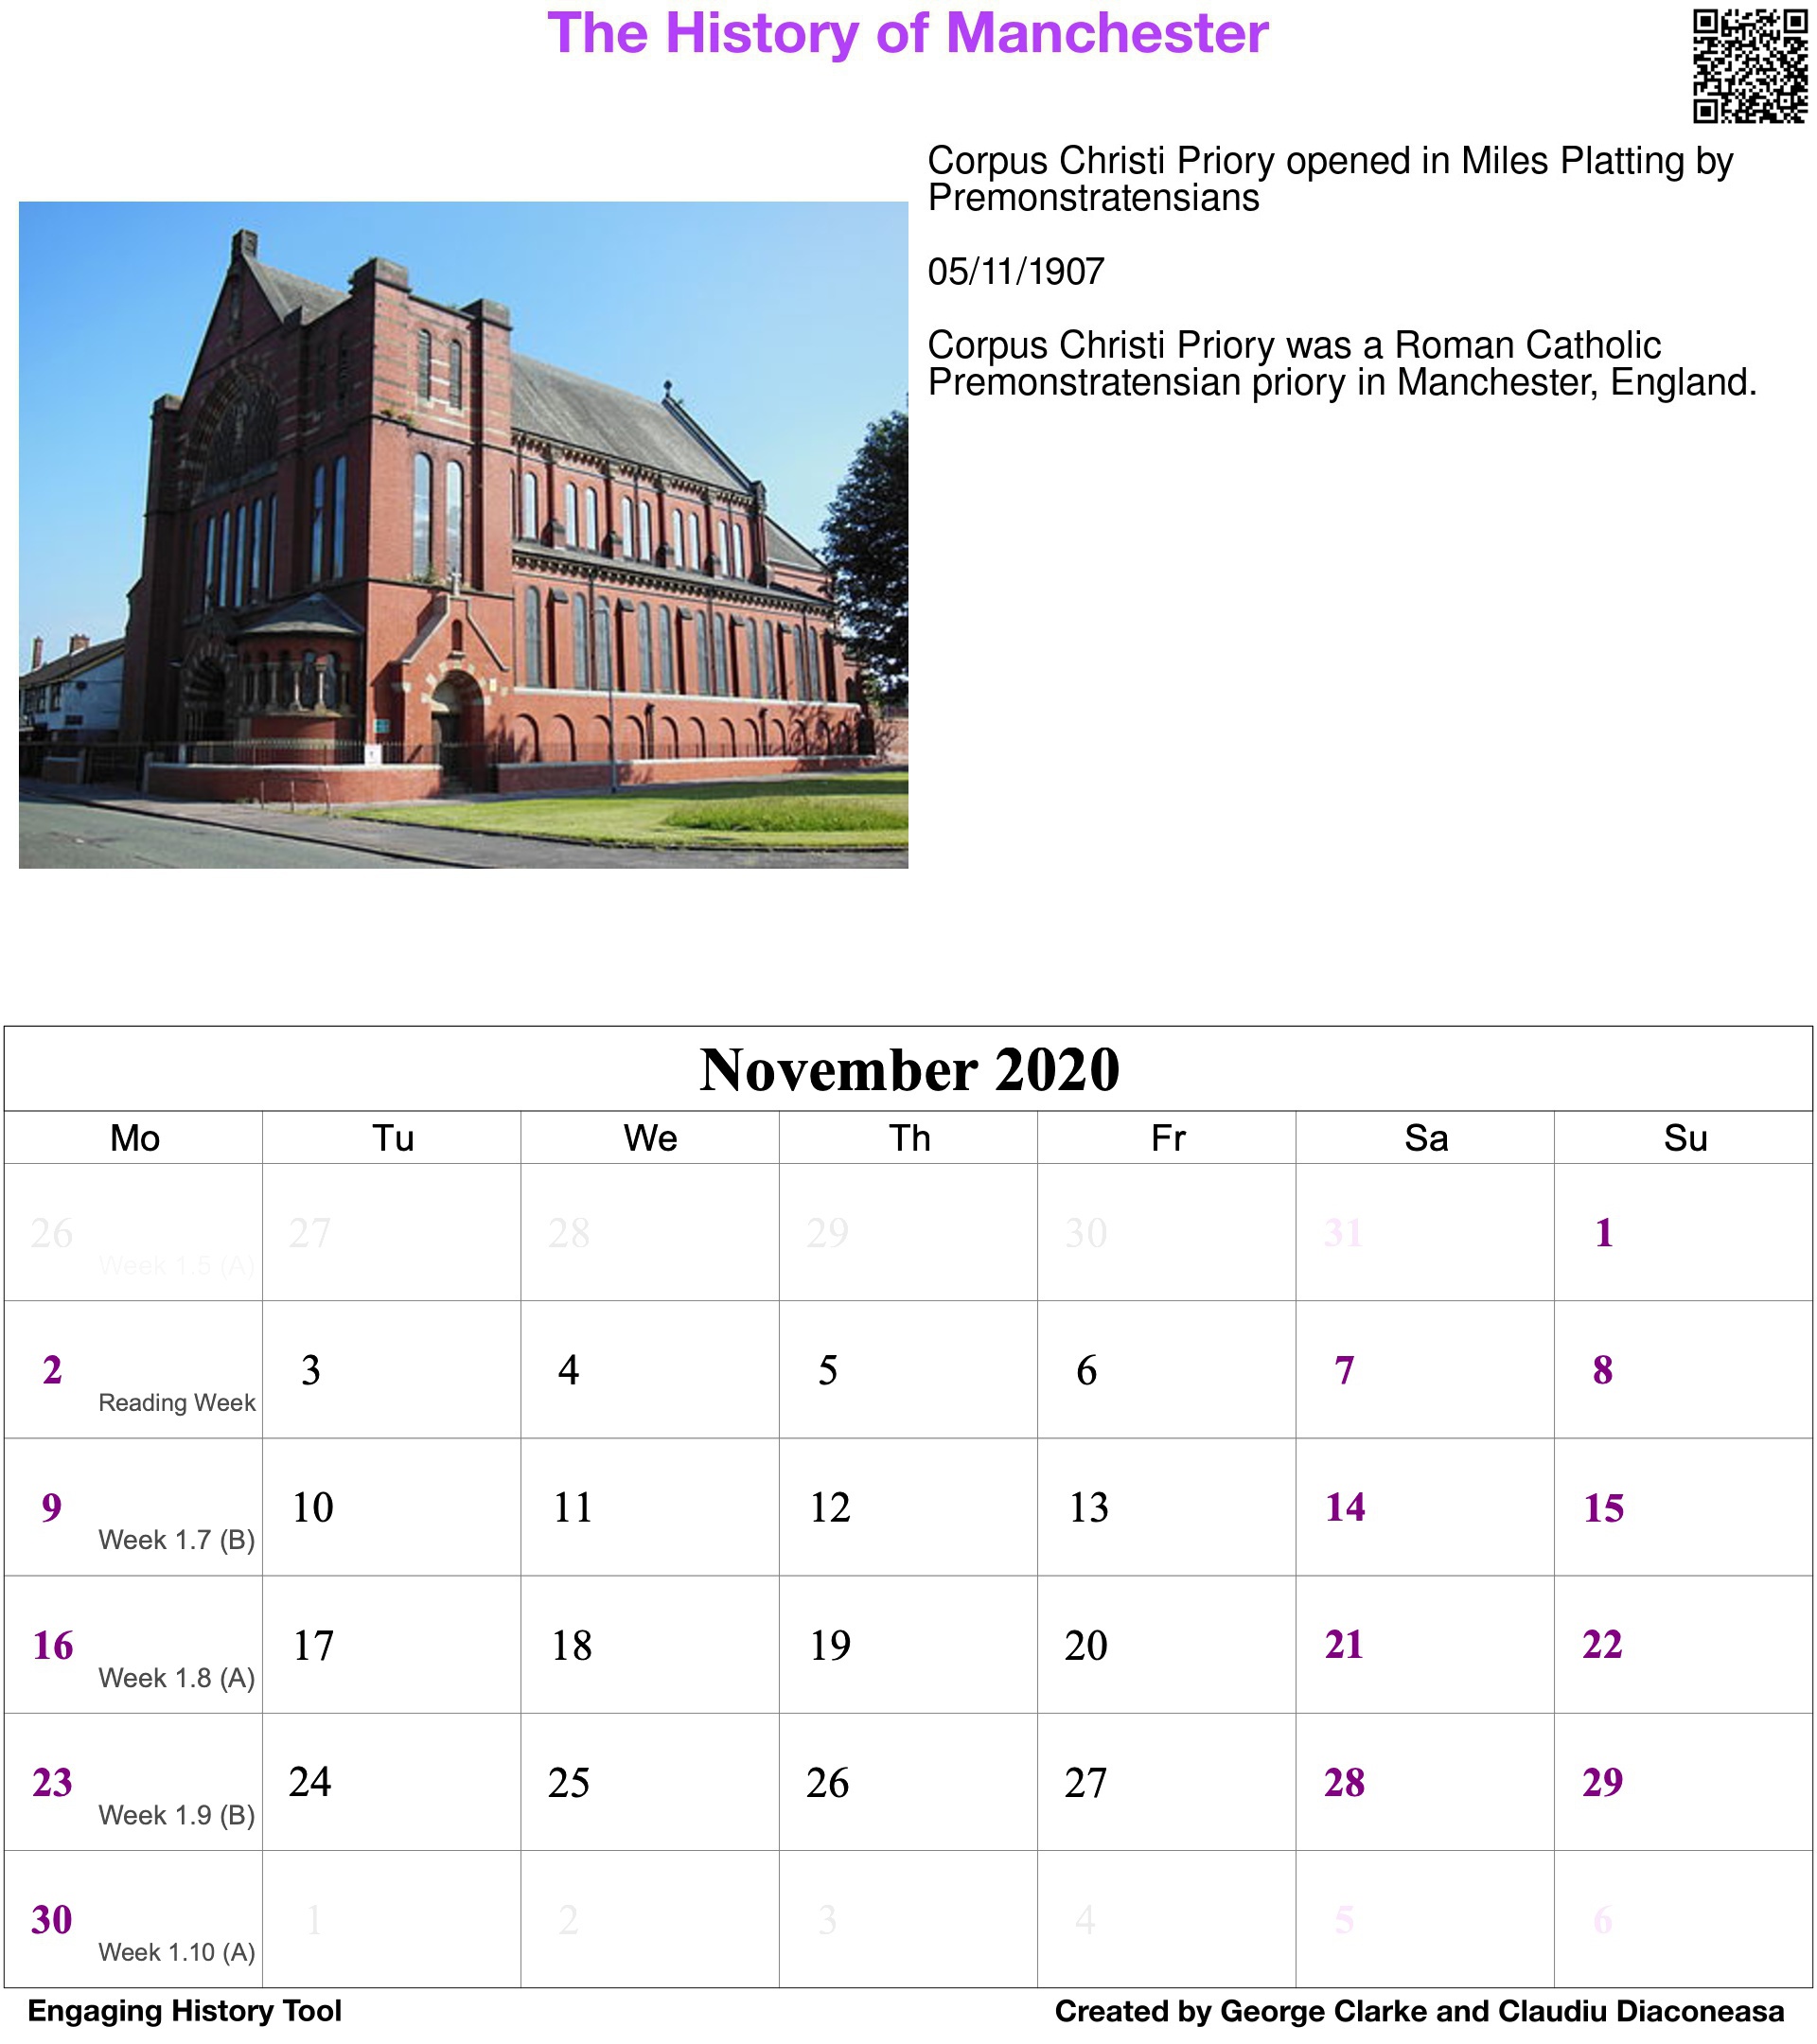 The History of Manchester
Corpus Christi Priory opened in Miles Platting by
Premonstratensians
05/11/1907
Corpus Christi Priory was a Roman Catholic
Premonstratensian priory in Manchester, England.
November 2020
Mo Tu We Th Fr Sa Su
26 27 28 29 30 31 1
Week 1.5 (A)
2 3 4 5 6 7 8
Reading Week
9 10 11 12 13 14 15
Week 1.7 (B)
16 17 18 19 20 21 22
Week 1.8 (A)
23 24 25 26 27 28 29
Week 1.9 (B)
30 1 2 3 4 5 6
Week 1.10 (A)
Engaging History Tool
Created by George Clarke and Claudiu Diaconeasa